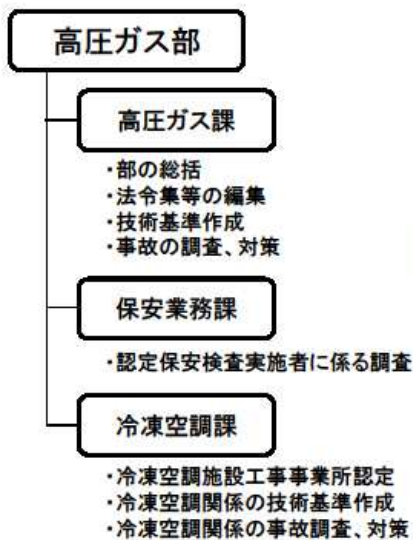 高圧ガス部
高圧ガス課
・部の総括
・法令集等の編集
・技術基準作成
・事故の調査、対策
保安業務課
・認定保安検査実施者に係る調査
冷凍空調課
・冷凍空調施設工事事業所認定
・冷凍空調関係の技術基準作成
・冷凍空調関係の事故調査、対策